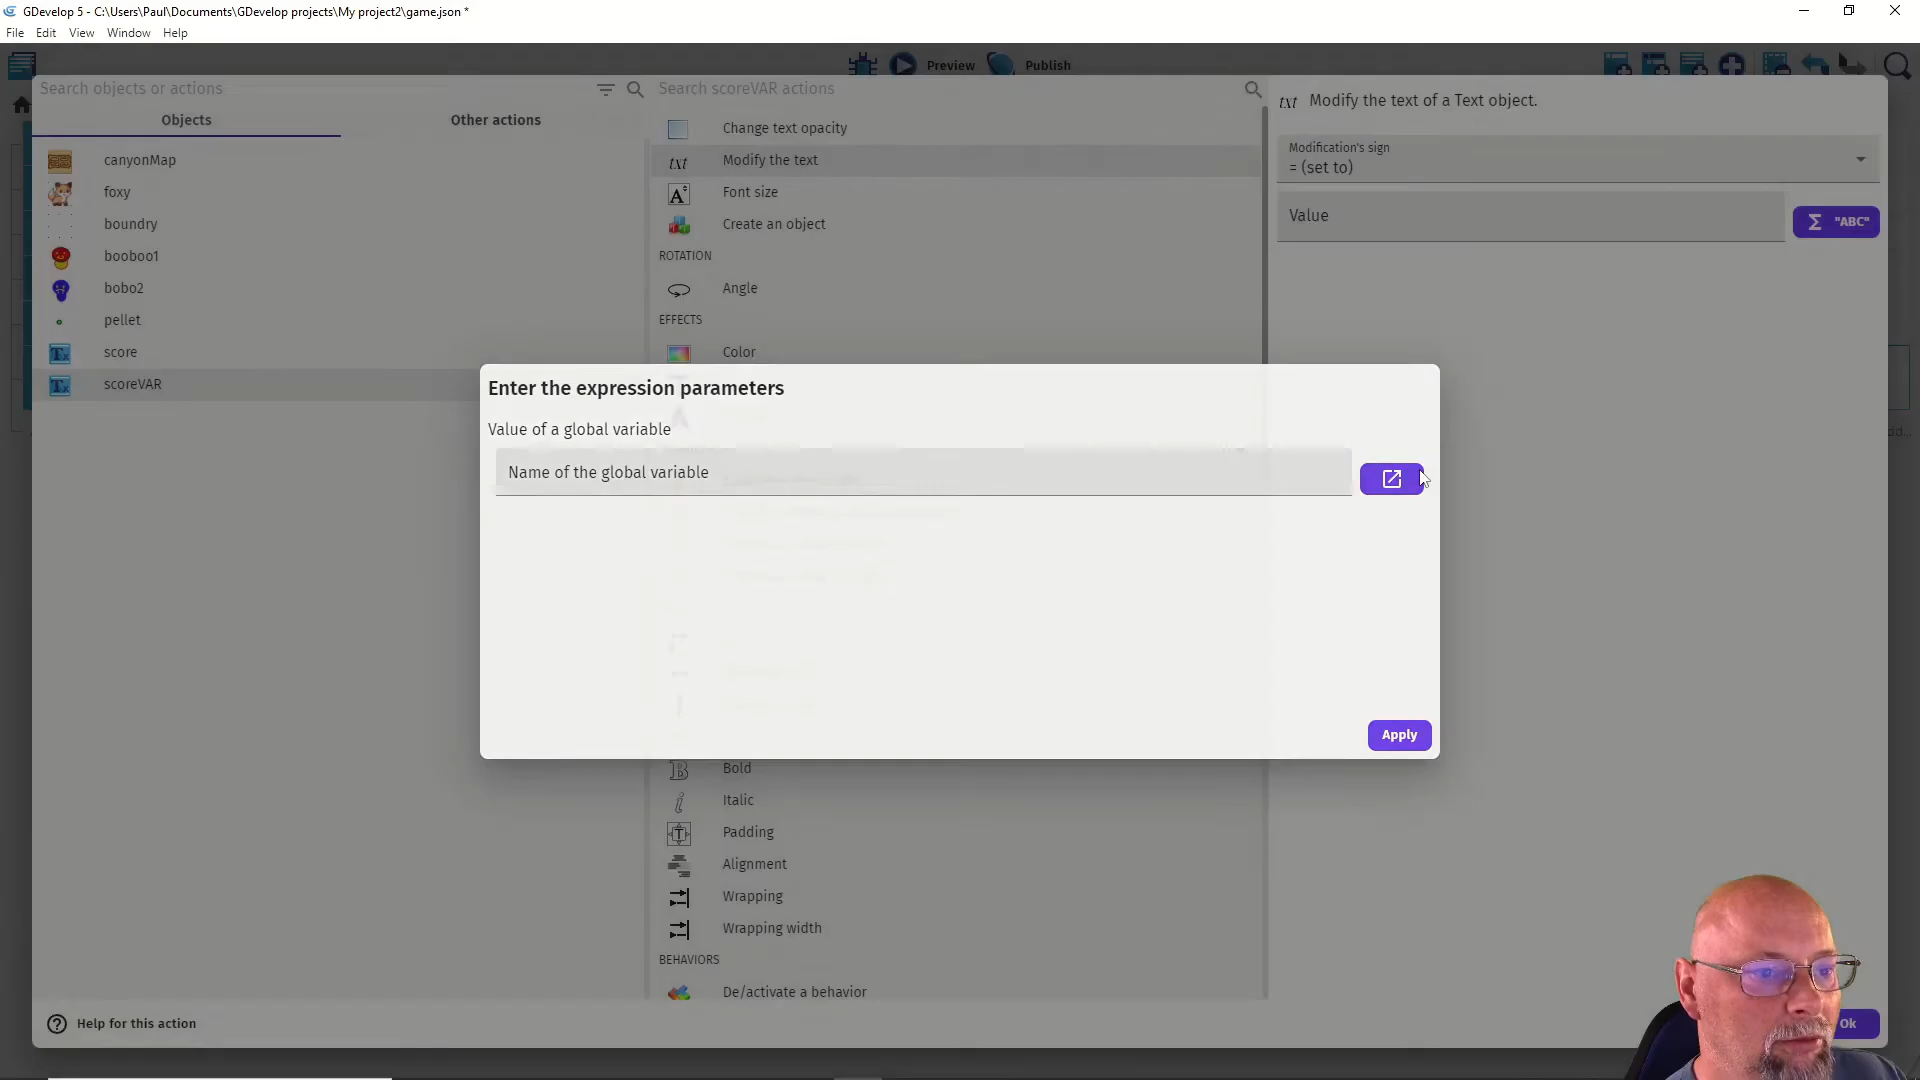 GDevelop 5 - C:\Users\Paul\Documents\GDevelop projects\My project2\game.json *
File Edit View Window Help
Preview Publish
Search objects or actions
Objects Other actions
canyonMap
foxy
boundry
booboo1
bobo2
pellet
score
scoreVAR
Search scoreVAR actions
Change text opacity
txt Modify the text
A Font size
Create an object
ROTATION
Angle
EFFECTS
Color
Bold
Italic
Padding
Alignment
Wrapping
Wrapping width
BEHAVIORS
De/activate a behavior
txt Modify the text of a Text object.
Modification's sign
= (set to)
Value
Σ "ABC"
Enter the expression parameters
Value of a global variable
Name of the global variable
Apply
Help for this action
Ok